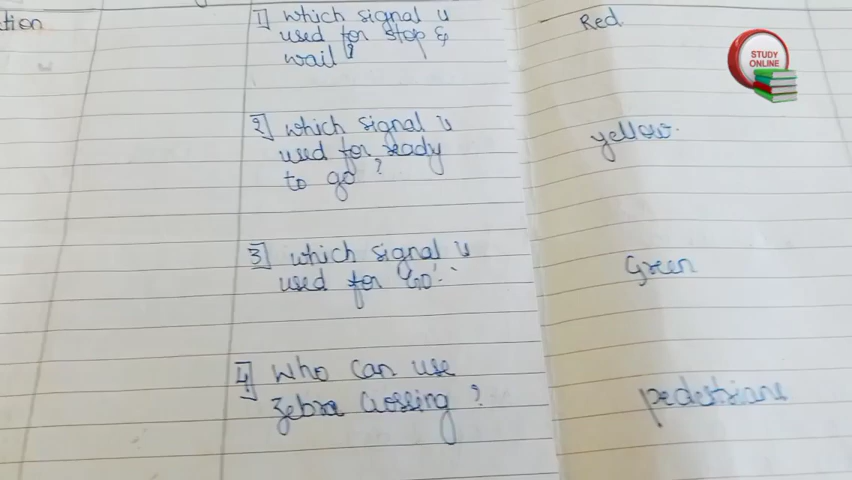 tion
1] which signal is
used for stop &
wait?
Red.
STUDY
ONLINE
2] which signal is
used for ready
to go?
yellow.
3] which signal is
used for 'Go'.
Green
4] Who can use
zebra crossing?
pedestrians